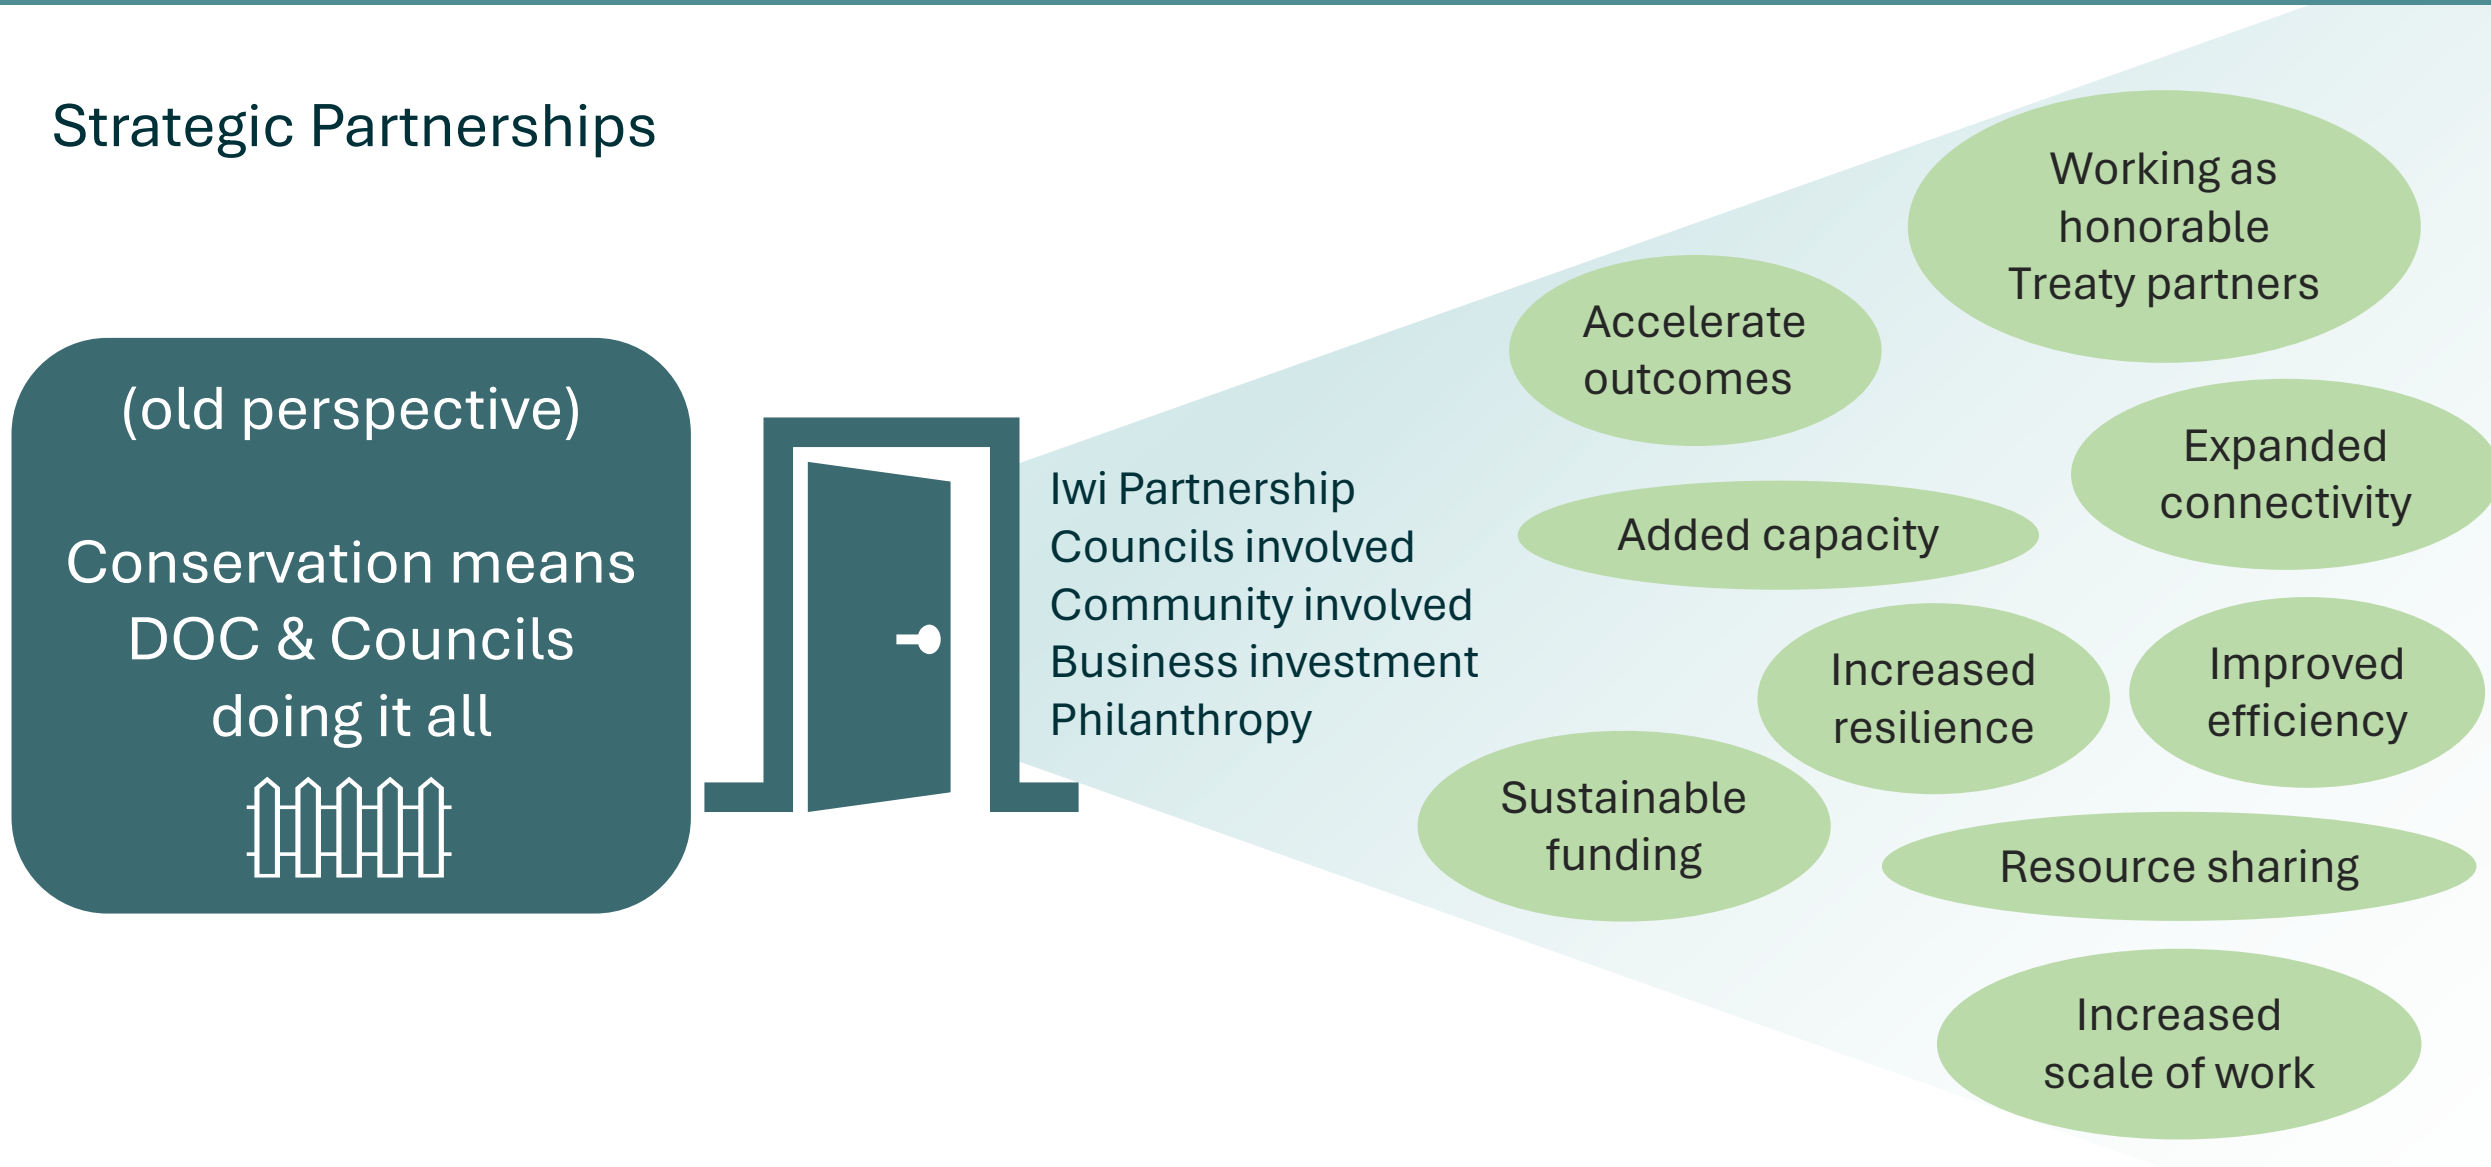 Strategic Partnerships
(old perspective)
Conservation means
DOC & Councils
doing it all
Iwi Partnership
Councils involved
Community involved
Business investment
Philanthropy
Working as
honorable
Treaty partners
Accelerate
outcomes
Expanded
connectivity
Added capacity
Increased
resilience
Improved
efficiency
Sustainable
funding
Resource sharing
Increased
scale of work